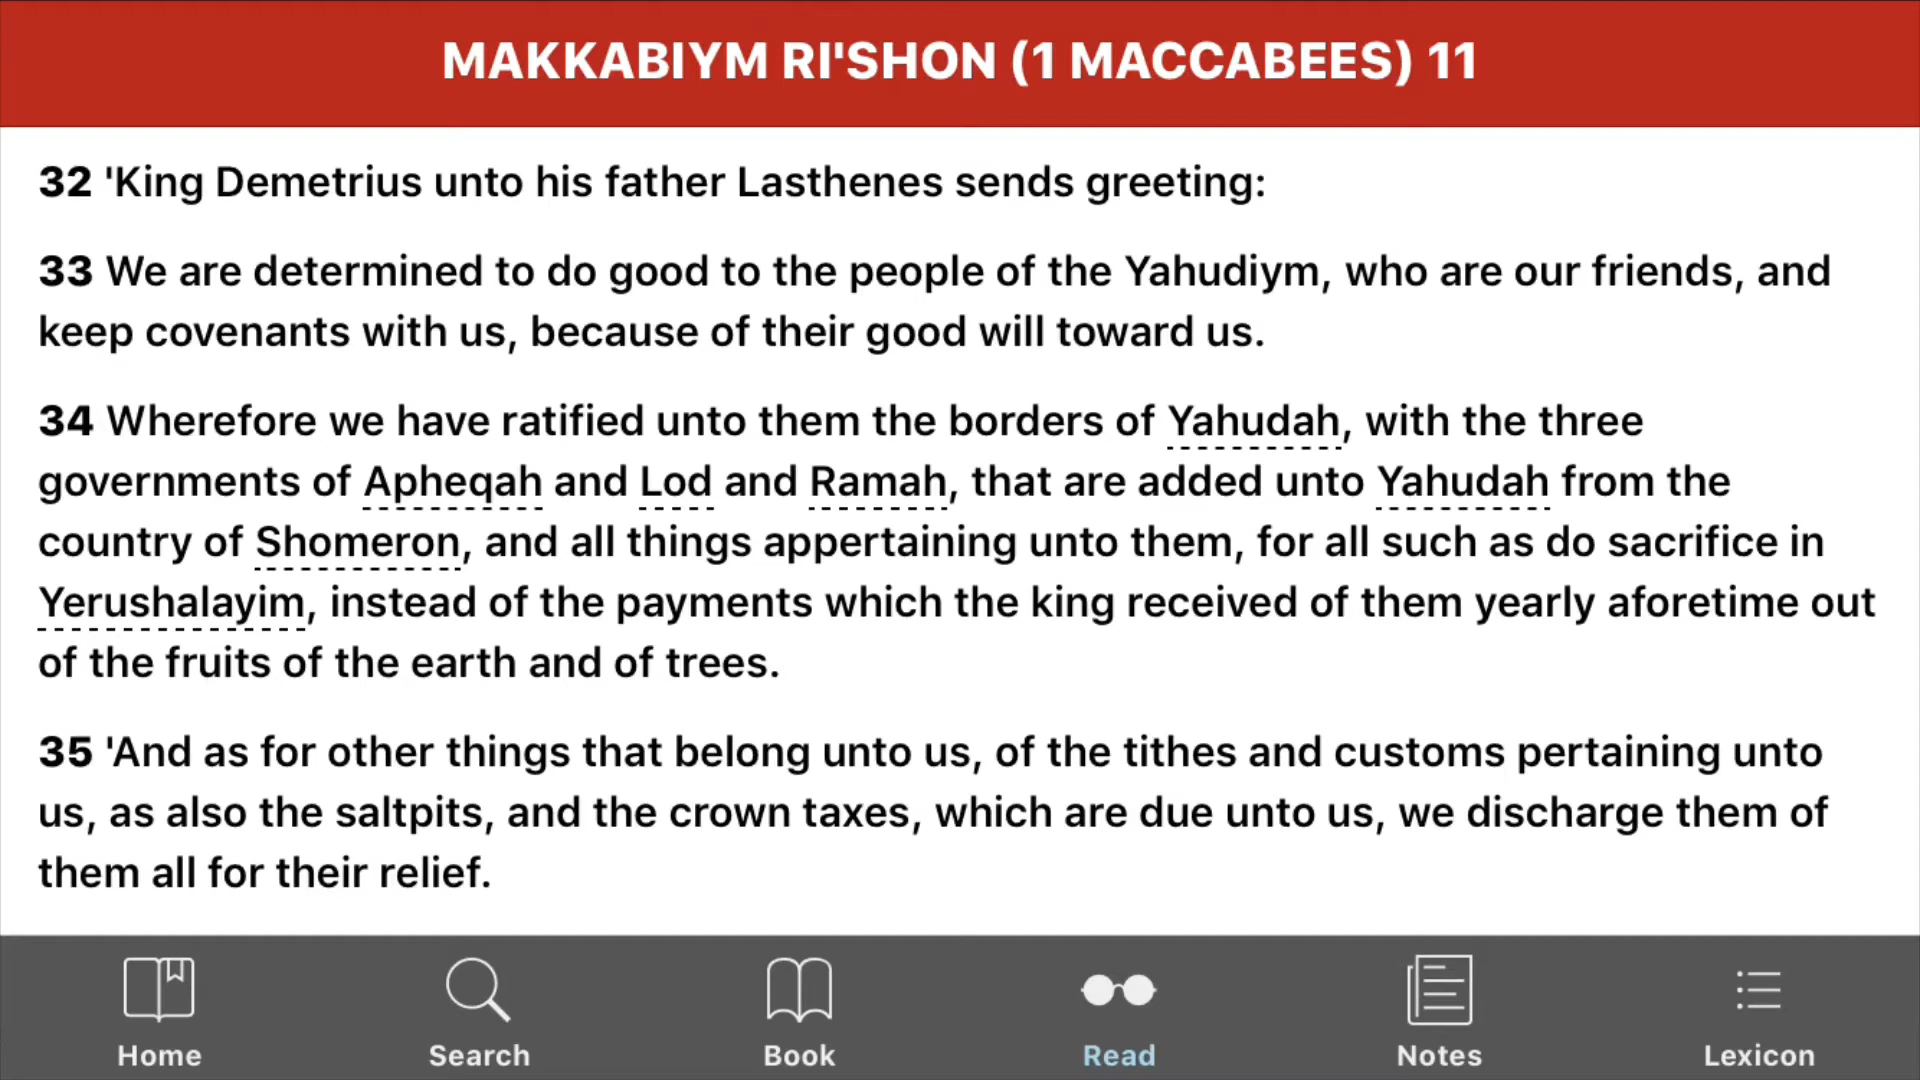 MAKKABIYM RI'SHON (1 MACCABEES) 11
32 'King Demetrius unto his father Lasthenes sends greeting:
33 We are determined to do good to the people of the Yahudiym, who are our friends, and
keep covenants with us, because of their good will toward us.
34 Wherefore we have ratified unto them the borders of Yahudah, with the three
governments of Apheqah and Lod and Ramah, that are added unto Yahudah from the
country of Shomeron, and all things appertaining unto them, for all such as do sacrifice in
Yerushalayim, instead of the payments which the king received of them yearly aforetime out
of the fruits of the earth and of trees.
35 'And as for other things that belong unto us, of the tithes and customs pertaining unto
us, as also the saltpits, and the crown taxes, which are due unto us, we discharge them of
them all for their relief.
Home Search Book Read Notes Lexicon